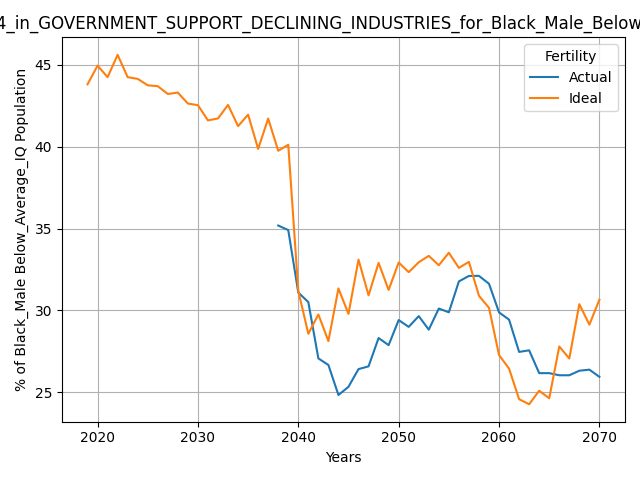 4_in_GOVERNMENT_SUPPORT_DECLINING_INDUSTRIES_for_Black_Male_Below
Fertility
Actual
Ideal
% of Black_Male Below_Average_IQ Population
45
40
35
30
25
2020 2030 2040 2050 2060 2070
Years